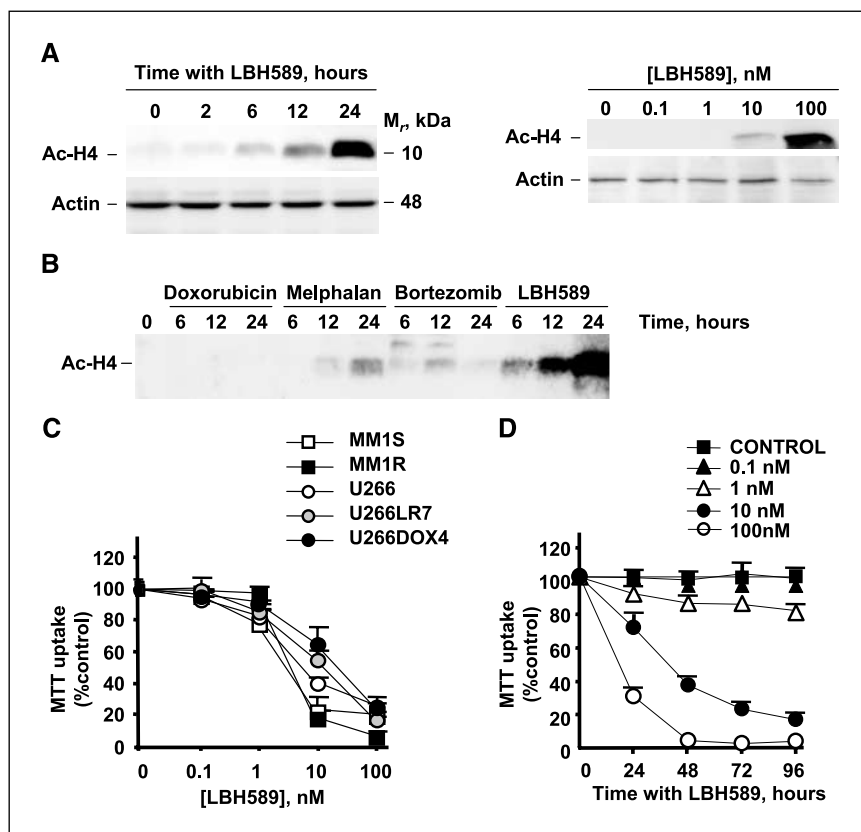 A
Time with LBH589, hours
0 2 6 12 24
Mr, kDa
Ac-H4 – – 10
Actin – – 48
[LBH589], nM
0 0.1 1 10 100
Ac-H4 –
Actin –
B
Doxorubicin Melphalan Bortezomib LBH589
0 6 12 24 6 12 24 6 12 24 6 12 24 Time, hours
Ac-H4 –
C
MM1S
MM1R
U266
U266LR7
U266DOX4
MTT uptake
(%control)
120
100
80
60
40
20
0
0 0.1 1 10 100
[LBH589], nM
D
CONTROL
0.1 nM
1 nM
10 nM
100nM
MTT uptake
(%control)
120
100
80
60
40
20
0
0 24 48 72 96
Time with LBH589, hours